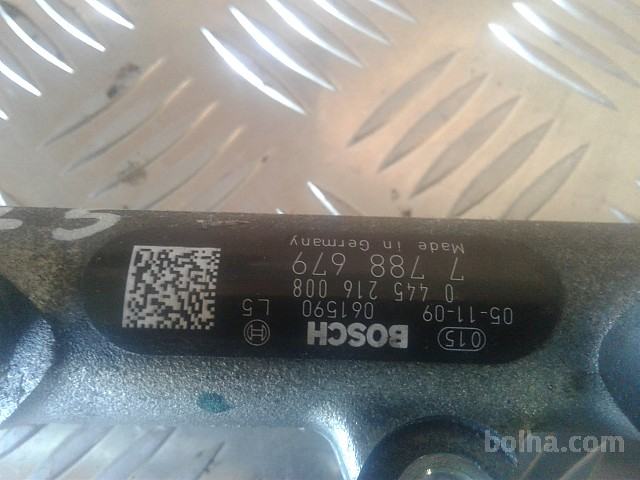 015 BOSCH
05-11-09 061590 L5
0 445 216 008
7 788 679
Made in Germany
bolha.com